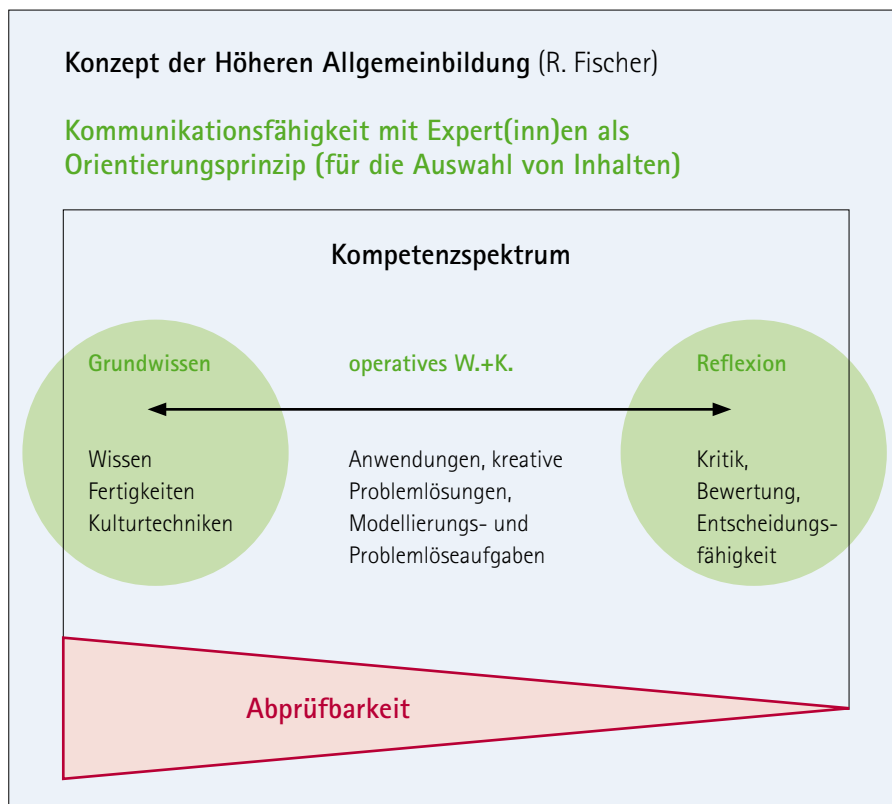 Konzept der Höheren Allgemeinbildung (R. Fischer)
Kommunikationsfähigkeit mit Expert(inn)en als
Orientierungsprinzip (für die Auswahl von Inhalten)
Kompetenzspektrum
Grundwissen
Wissen
Fertigkeiten
Kulturtechniken
operatives W.+K.
Anwendungen, kreative
Problemlösungen,
Modellierungs- und
Problemlöseaufgaben
Reflexion
Kritik,
Bewertung,
Entscheidungs-
fähigkeit
Abprüfbarkeit